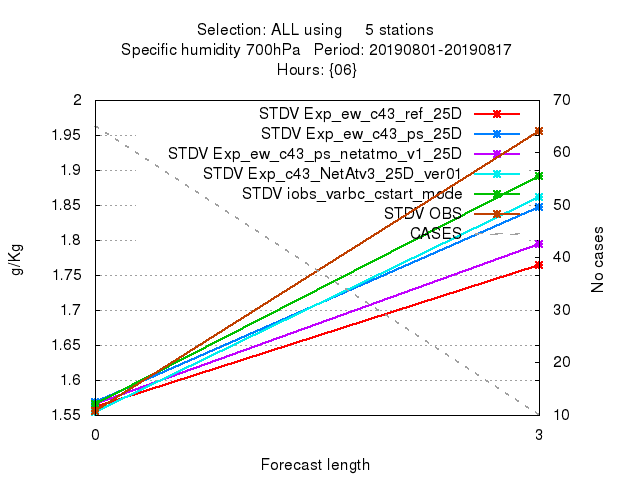 Selection: ALL using     5 stations
Specific humidity 700hPa   Period: 20190801-20190817
Hours: {06}
STDV Exp_ew_c43_ref_25D
STDV Exp_ew_c43_ps_25D
STDV Exp_ew_c43_ps_netatmo_v1_25D
STDV Exp_c43_NetAtv3_25D_ver01
STDV iobs_varbc_cstart_mode
STDV OBS
CASES
2
1.95
1.9
1.85
1.8
1.75
1.7
1.65
1.6
1.55
g/Kg
70
60
50
40
30
20
10
No cases
0
3
Forecast length